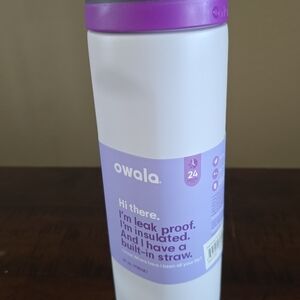 owala
24
Hi there.
I'm leak proof.
I'm insulated.
And I have a
built-in straw.